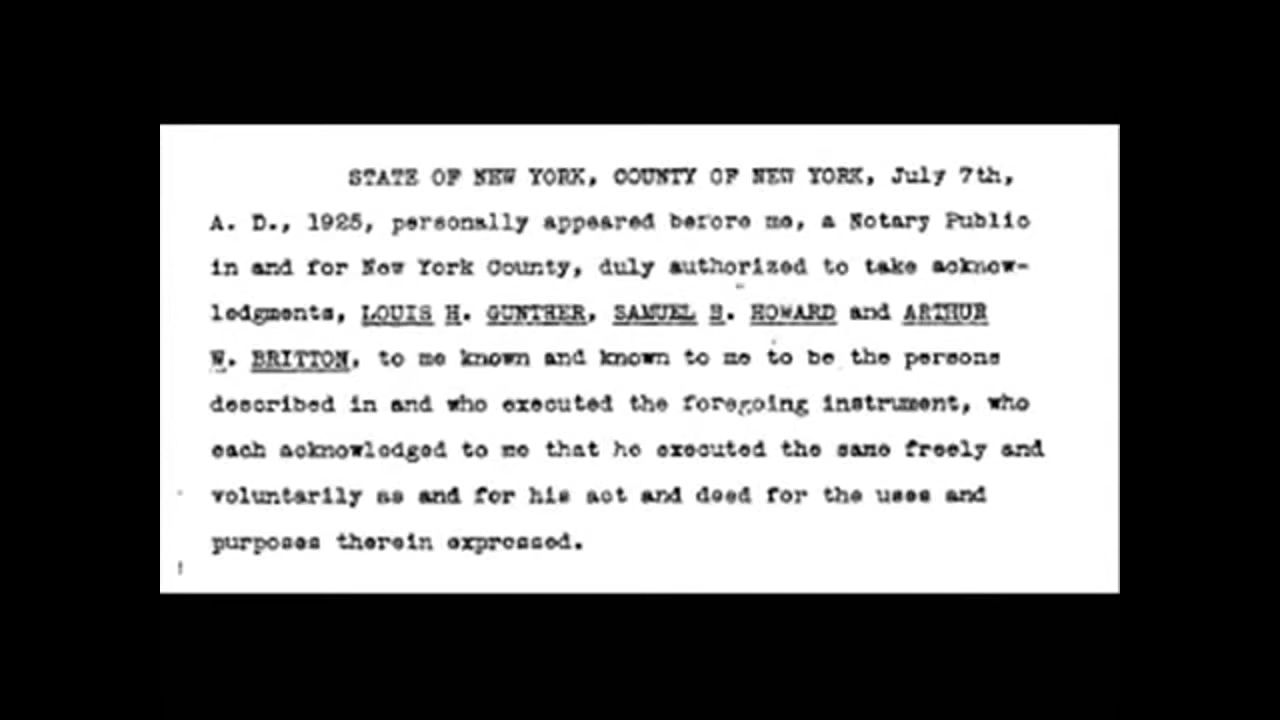 STATE OF NEW YORK, COUNTY OF NEW YORK, July 7th,
A. D., 1925, personally appeared before me, a Notary Public
in and for New York County, duly authorized to take acknow-
ledgments, LOUIS H. GUNTHER, SAMUEL B. HOWARD and ARTHUR
W. BRITTON, to me known and known to me to be the persons
described in and who executed the foregoing instrument, who
each acknowledged to me that he executed the same freely and
voluntarily as and for his act and deed for the uses and
purposes therein expressed.